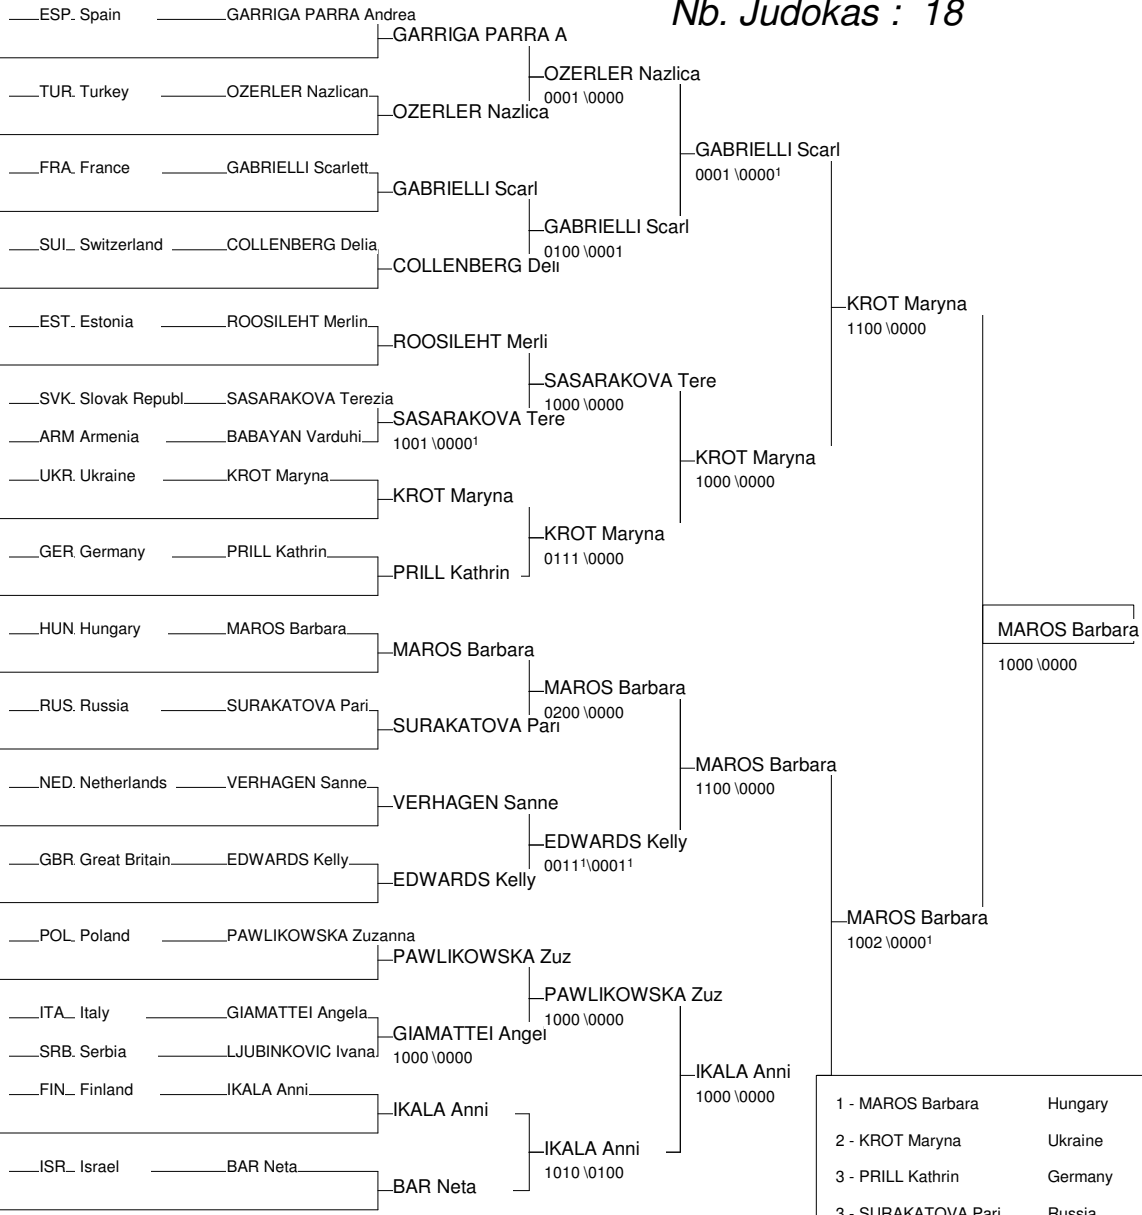 Nb. Judokas : 18
ESP Spain GARRIGA PARRA Andrea
GARRIGA PARRA A
OZERLER Nazlica
0001 \0000
TUR Turkey OZERLER Nazlican
OZERLER Nazlica
GABRIELLI Scarl
0001 \0000¹
FRA France GABRIELLI Scarlett
GABRIELLI Scarl
GABRIELLI Scarl
0100 \0001
SUI Switzerland COLLENBERG Delia
COLLENBERG Deli
KROT Maryna
1100 \0000
EST Estonia ROOSILEHT Merlin
ROOSILEHT Merli
SASARAKOVA Tere
1000 \0000
SVK Slovak Republ SASARAKOVA Terezia
SASARAKOVA Tere
1001 \0000¹
ARM Armenia BABAYAN Varduhi
KROT Maryna
1000 \0000
UKR Ukraine KROT Maryna
KROT Maryna
KROT Maryna
0111 \0000
GER Germany PRILL Kathrin
PRILL Kathrin
MAROS Barbara
1000 \0000
HUN Hungary MAROS Barbara
MAROS Barbara
MAROS Barbara
0200 \0000
RUS Russia SURAKATOVA Pari
SURAKATOVA Pari
MAROS Barbara
1100 \0000
NED Netherlands VERHAGEN Sanne
VERHAGEN Sanne
EDWARDS Kelly
0011¹\0001¹
GBR Great Britain EDWARDS Kelly
EDWARDS Kelly
MAROS Barbara
1002 \0000¹
POL Poland PAWLIKOWSKA Zuzanna
PAWLIKOWSKA Zuz
PAWLIKOWSKA Zuz
1000 \0000
ITA Italy GIAMATTEI Angela
GIAMATTEI Angel
1000 \0000
SRB Serbia LJUBINKOVIC Ivana
IKALA Anni
1000 \0000
FIN Finland IKALA Anni
IKALA Anni
IKALA Anni
1010 \0100
ISR Israel BAR Neta
BAR Neta
1 - MAROS Barbara Hungary
2 - KROT Maryna Ukraine
3 - PRILL Kathrin Germany
3 - SURAKATOVA Pari Russia